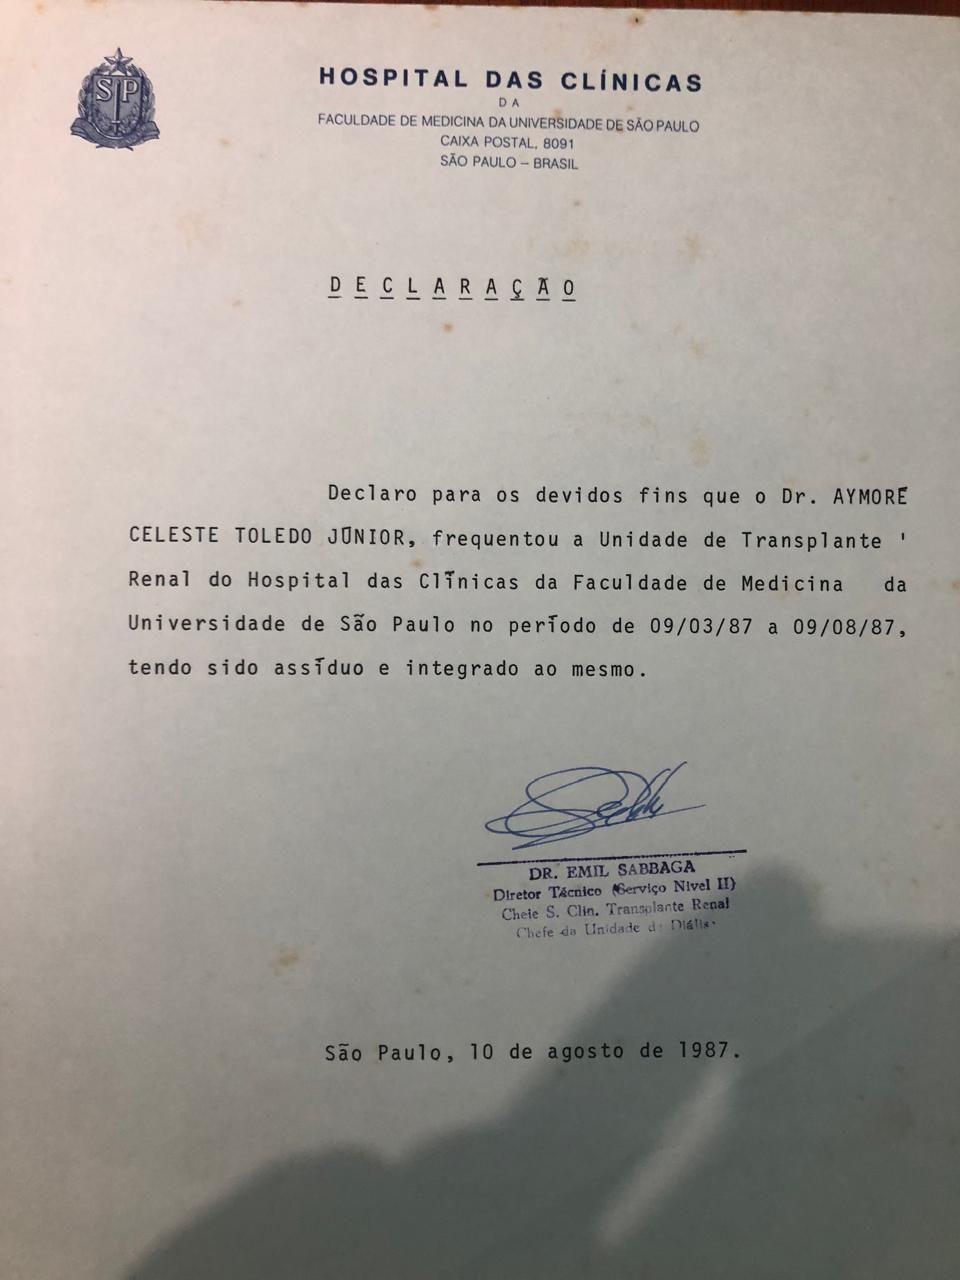 SP
HOSPITAL DAS CLÍNICAS
DA
FACULDADE DE MEDICINA DA UNIVERSIDADE DE SÃO PAULO
CAIXA POSTAL, 8091
SÃO PAULO – BRASIL
DECLARAÇÃO
Declaro para os devidos fins que o Dr. AYMORÉ
CELESTE TOLEDO JÚNIOR, frequentou a Unidade de Transplante '
Renal do Hospital das Clínicas da Faculdade de Medicina da
Universidade de São Paulo no período de 09/03/87 a 09/08/87,
tendo sido assíduo e integrado ao mesmo.
DR. EMIL SABBAGA
Diretor Técnico (Serviço Nivel II)
Chefe S. Clin. Transplante Renal
Chefe da Unidade de
São Paulo, 10 de agosto de 1987.